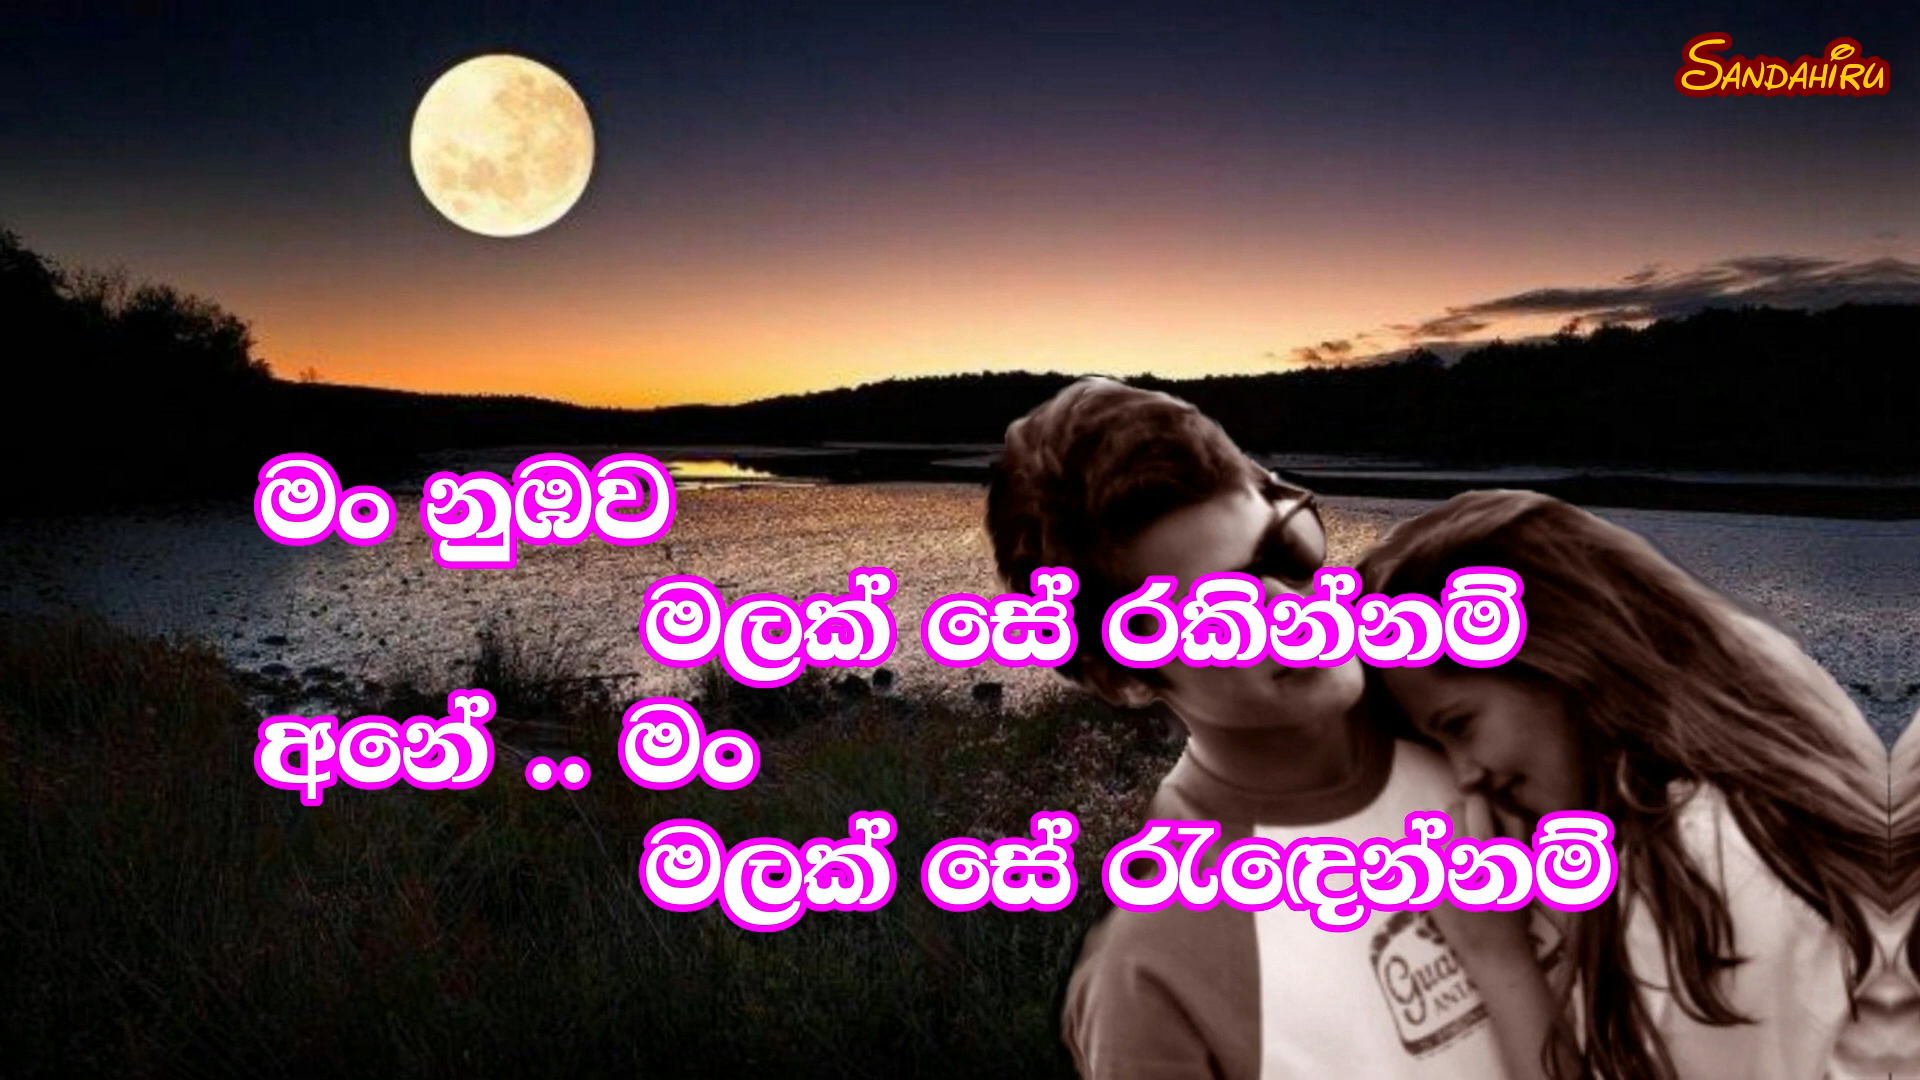 SANDAHIRU
මං නුඹව
මලක් සේ රකින්නම්
අනේ .. මං
මලක් සේ රැඳෙන්නම්